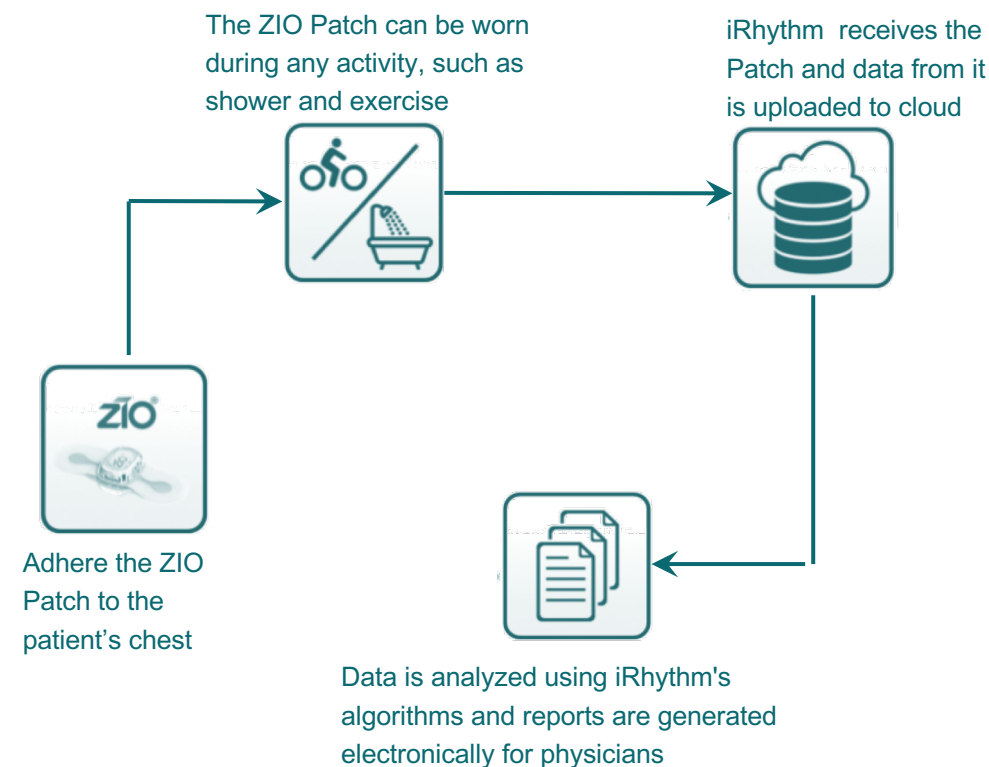 The ZIO Patch can be worn
during any activity, such as
shower and exercise
iRhythm  receives the
Patch and data from it
is uploaded to cloud
ZIO®
Adhere the ZIO
Patch to the
patient’s chest
Data is analyzed using iRhythm's
algorithms and reports are generated
electronically for physicians